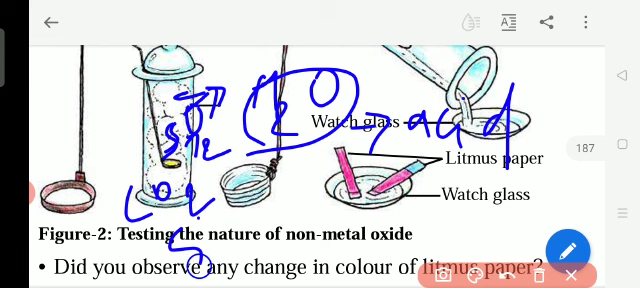 H2O → acid
Watch glass
187
Litmus paper
Watch glass
Figure-2: Testing the nature of non-metal oxide
• Did you observe any change in colour of litmus paper?